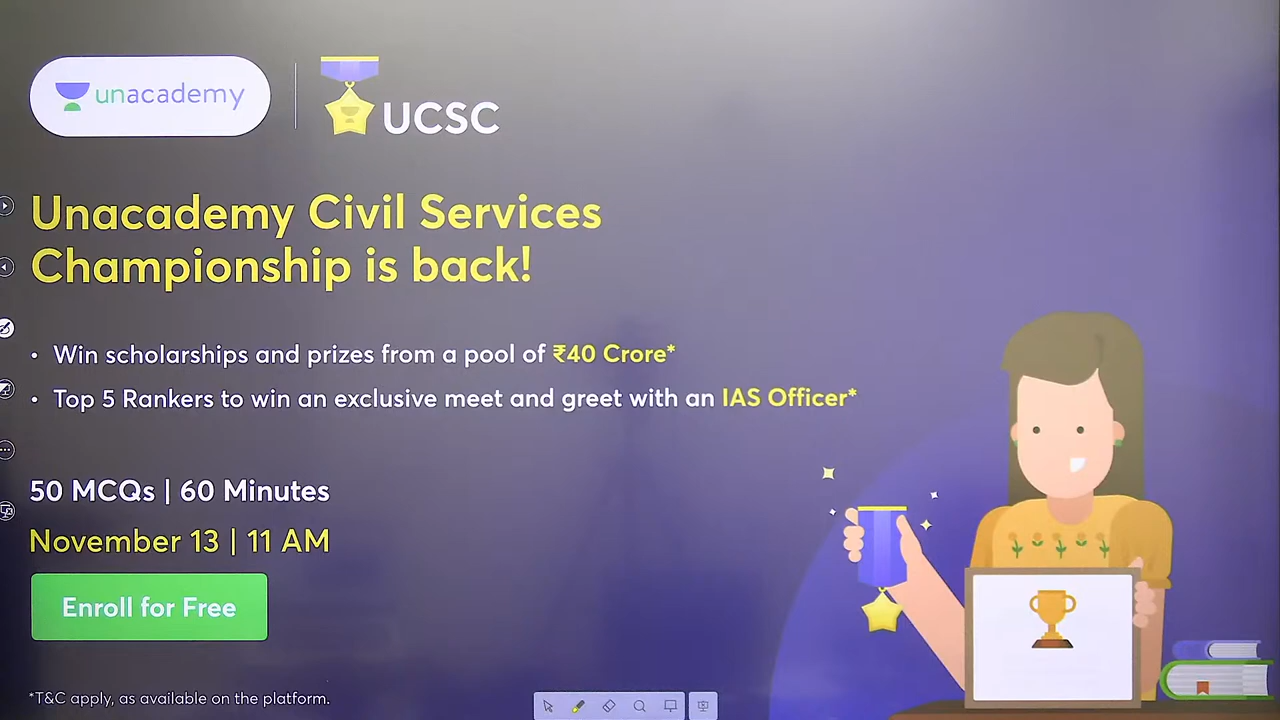 unacademy
UCSC
Unacademy Civil Services
Championship is back!
• Win scholarships and prizes from a pool of ₹40 Crore*
• Top 5 Rankers to win an exclusive meet and greet with an IAS Officer*
50 MCQs | 60 Minutes
November 13 | 11 AM
Enroll for Free
*T&C apply, as available on the platform.